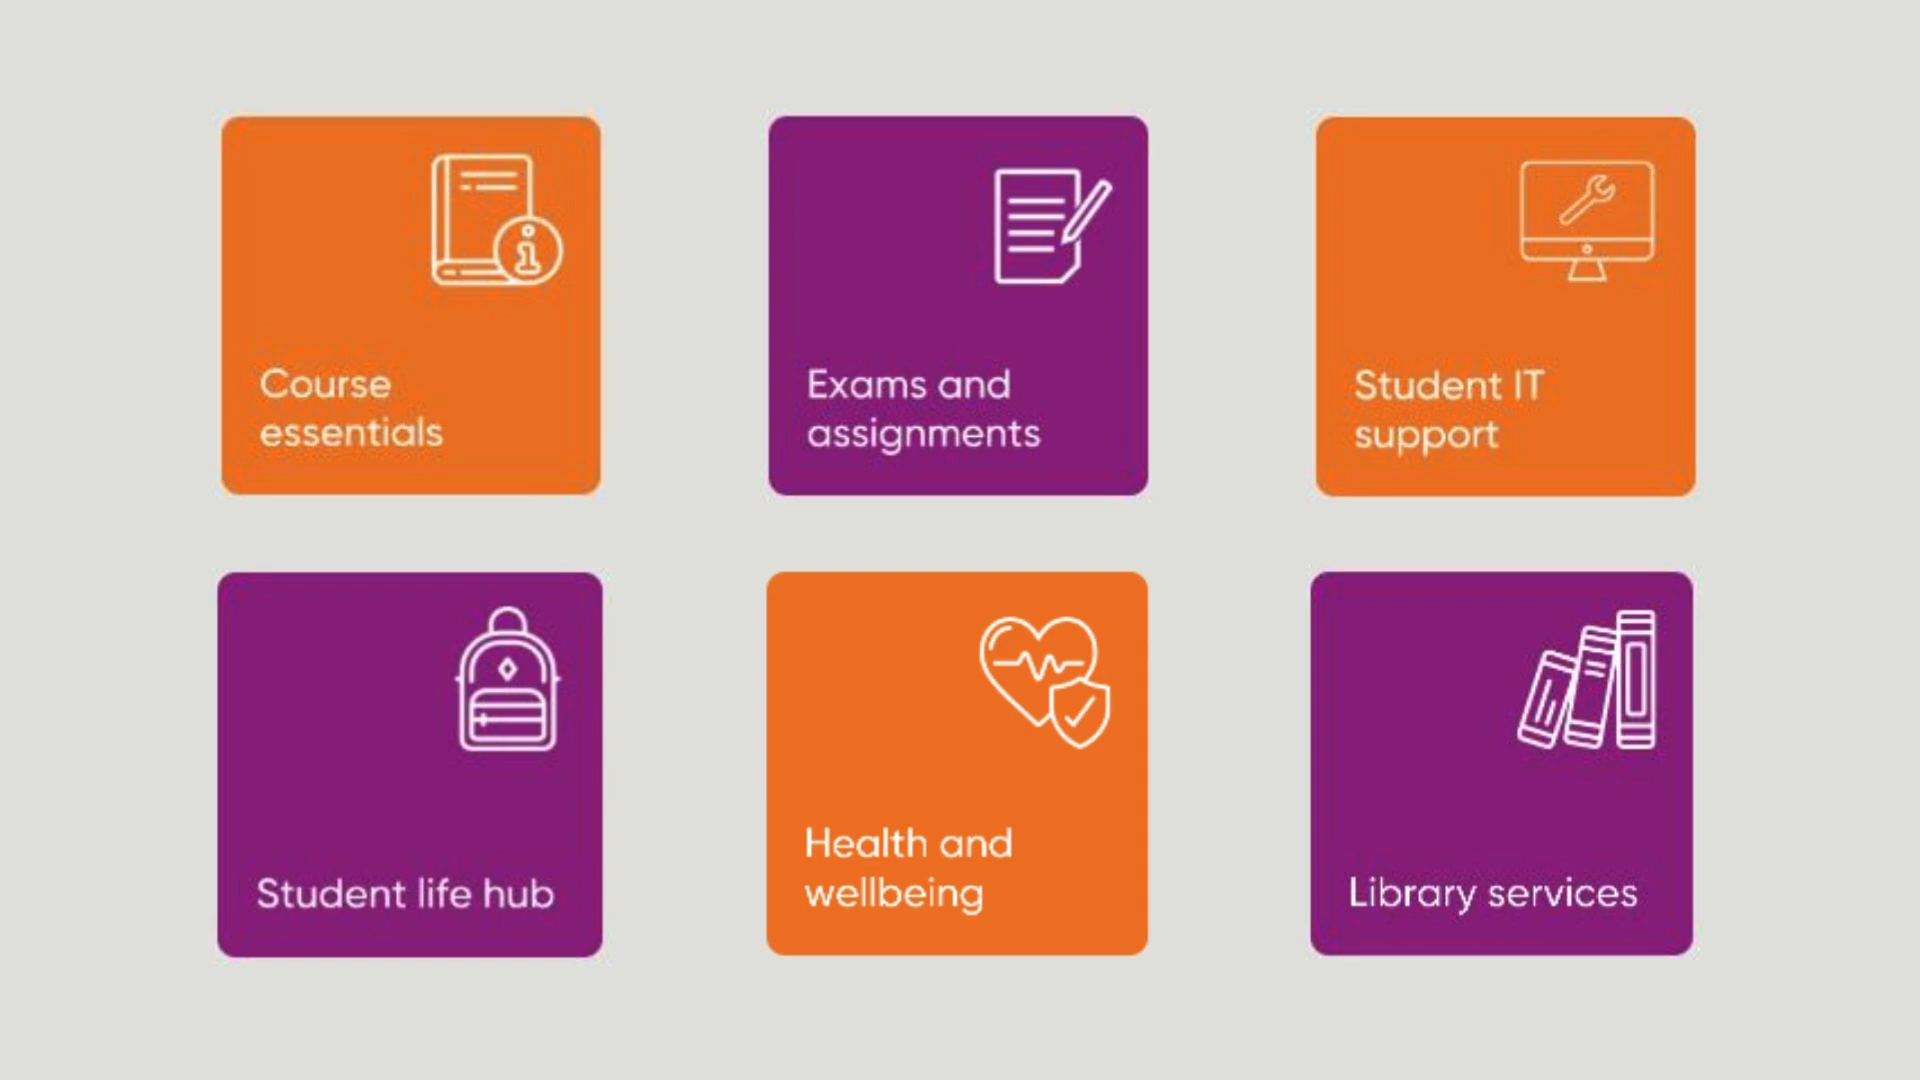 Course
essentials
Exams and
assignments
Student IT
support
Student life hub
Health and
wellbeing
Library services